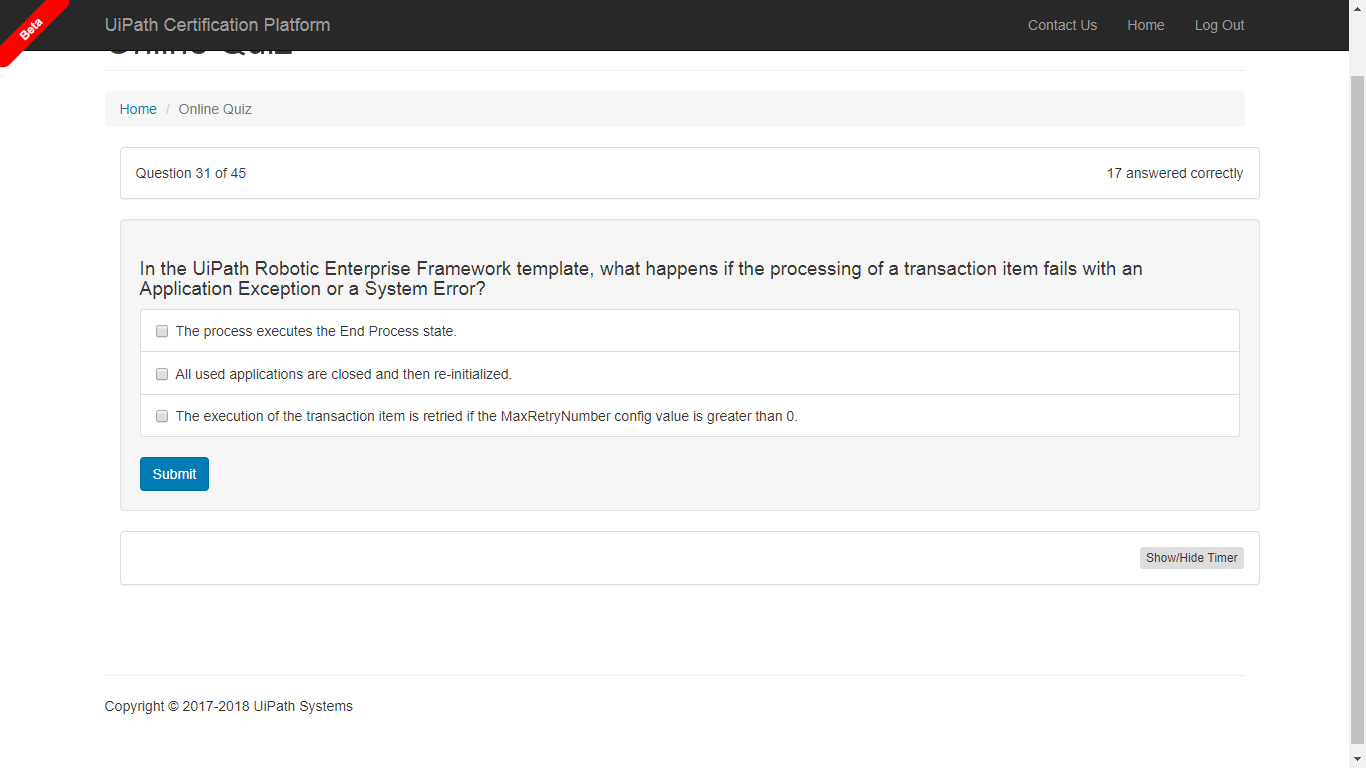 Beta
UiPath Certification Platform
Contact Us
Home
Log Out
Online Quiz
Home / Online Quiz
Question 31 of 45
17 answered correctly
In the UiPath Robotic Enterprise Framework template, what happens if the processing of a transaction item fails with an
Application Exception or a System Error?
The process executes the End Process state.
All used applications are closed and then re-initialized.
The execution of the transaction item is retried if the MaxRetryNumber config value is greater than 0.
Submit
Show/Hide Timer
Copyright © 2017-2018 UiPath Systems